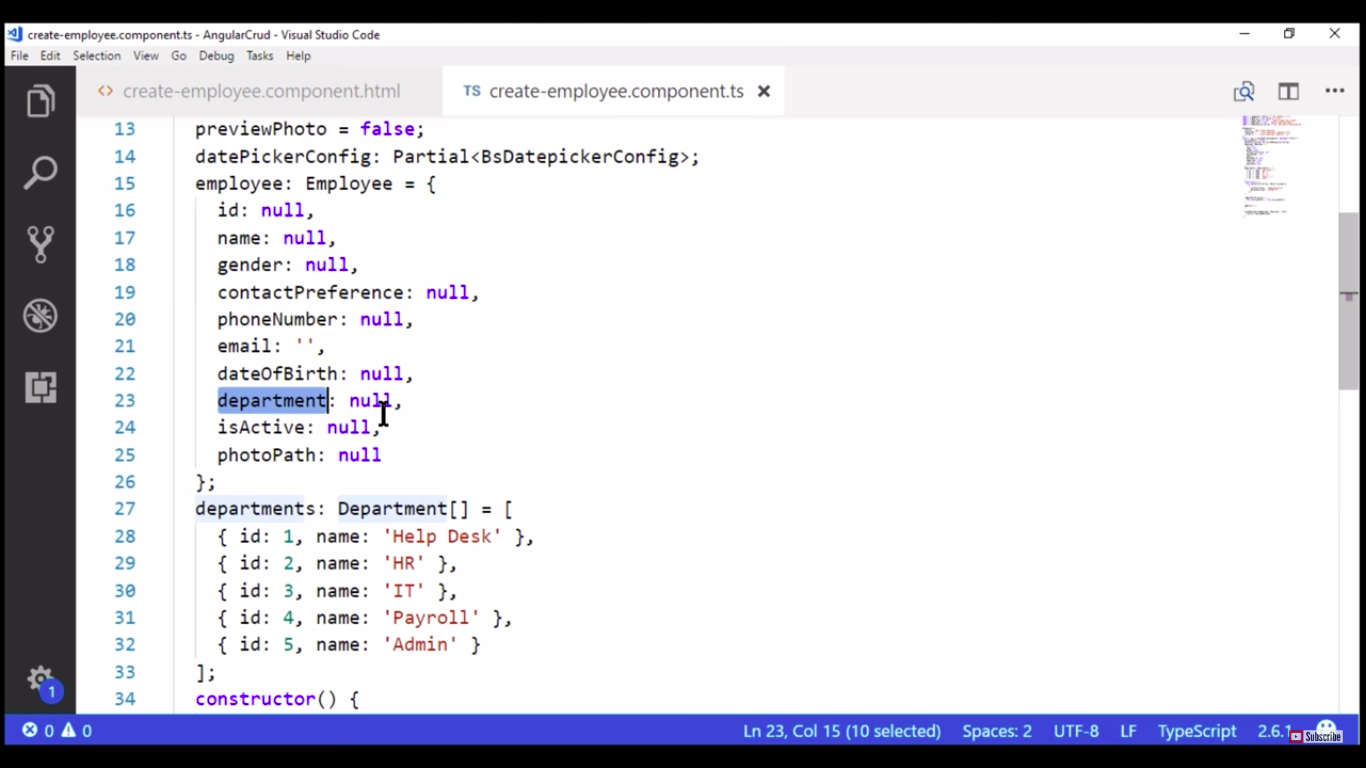 create-employee.component.ts - AngularCrud - Visual Studio Code
File Edit Selection View Go Debug Tasks Help
<> create-employee.component.html TS create-employee.component.ts
13 previewPhoto = false;
14 datePickerConfig: Partial<BsDatepickerConfig>;
15 employee: Employee = {
16 id: null,
17 name: null,
18 gender: null,
19 contactPreference: null,
20 phoneNumber: null,
21 email: '',
22 dateOfBirth: null,
23 department: null,
24 isActive: null,
25 photoPath: null
26 };
27 departments: Department[] = [
28 { id: 1, name: 'Help Desk' },
29 { id: 2, name: 'HR' },
30 { id: 3, name: 'IT' },
31 { id: 4, name: 'Payroll' },
32 { id: 5, name: 'Admin' }
33 ];
34 constructor() {
1
0 0 Ln 23, Col 15 (10 selected) Spaces: 2 UTF-8 LF TypeScript 2.6.1
Subscribe